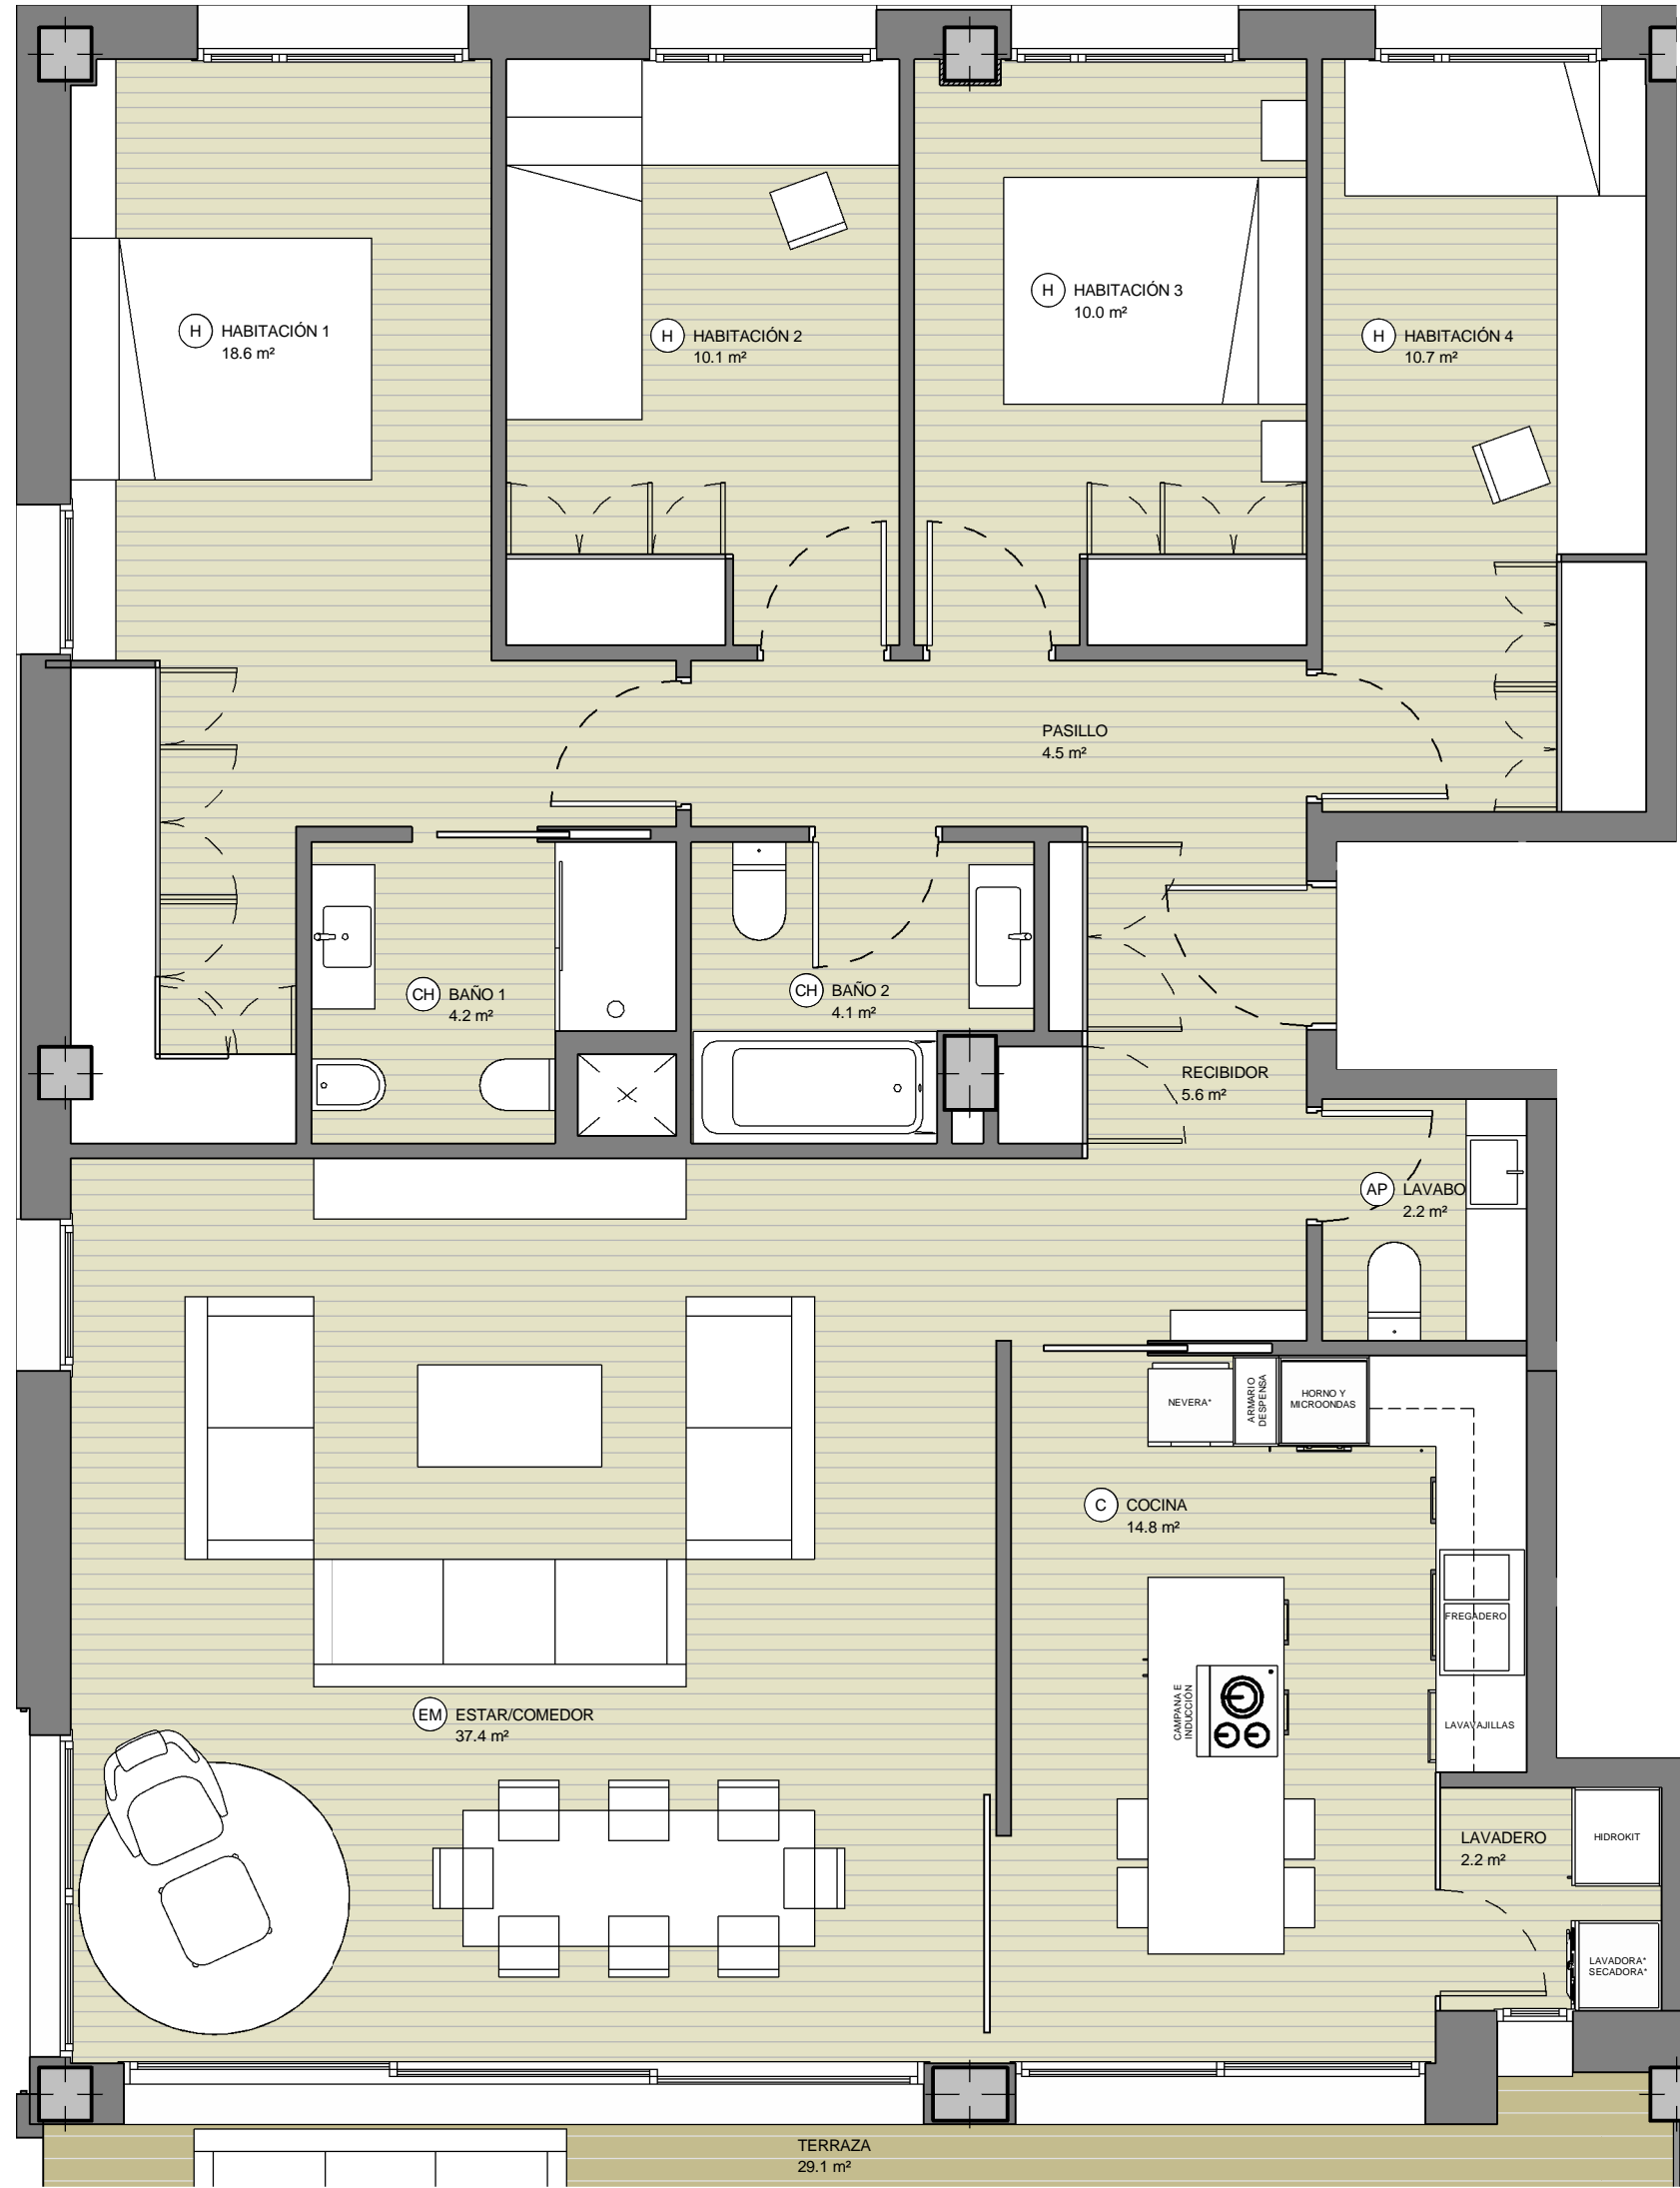 H HABITACIÓN 1
18.6 m²
H HABITACIÓN 2
10.1 m²
H HABITACIÓN 3
10.0 m²
H HABITACIÓN 4
10.7 m²
PASILLO
4.5 m²
CH BAÑO 1
4.2 m²
CH BAÑO 2
4.1 m²
RECIBIDOR
5.6 m²
AP LAVABO
2.2 m²
NEVERA*
ARMARIO
DESPENSA
HORNO Y
MICROONDAS
C COCINA
14.8 m²
FREGADERO
CAMPANA E
INDUCCIÓN
LAVAVAJILLAS
EM ESTAR/COMEDOR
37.4 m²
LAVADERO
2.2 m²
HIDROKIT
LAVADORA*
SECADORA*
TERRAZA
29.1 m²